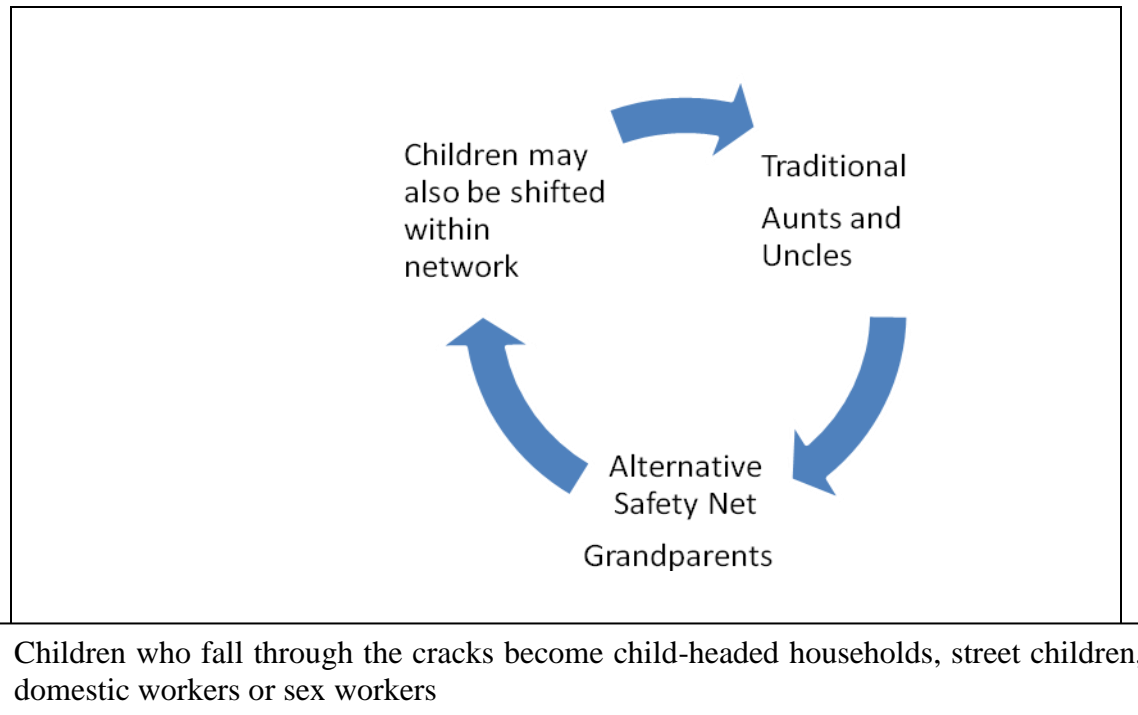 Children may
also be shifted
within
network
Traditional
Aunts and
Uncles
Alternative
Safety Net
Grandparents
Children who fall through the cracks become child-headed households, street children,
domestic workers or sex workers